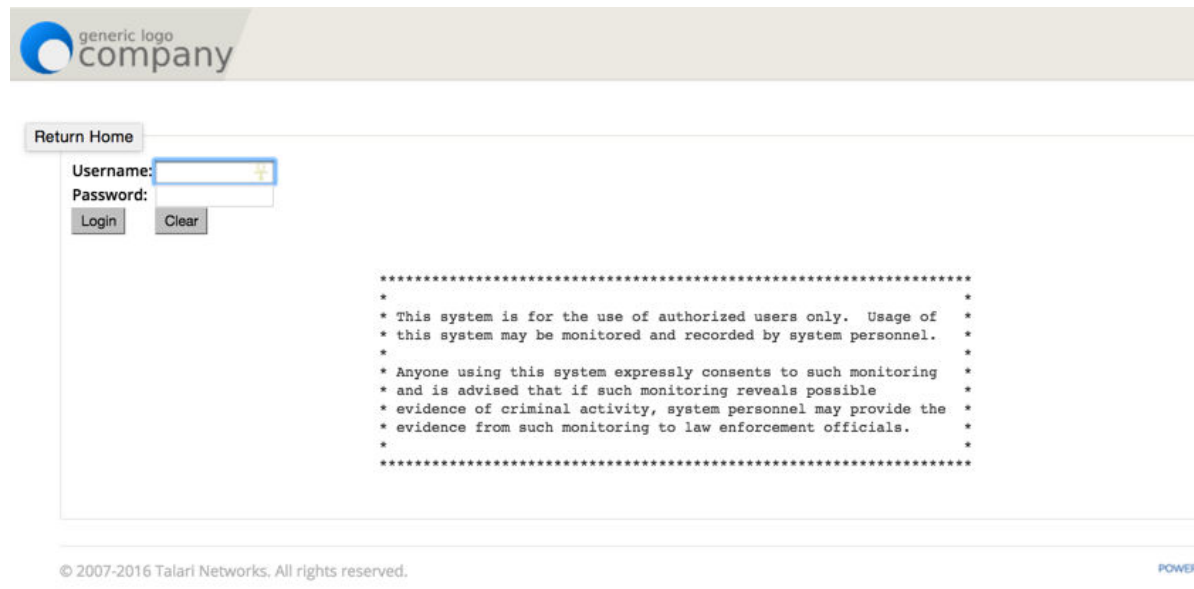 generic logo
company
Return Home
Username:
Password:
Login Clear
*********************************************************************
* *
* This system is for the use of authorized users only. Usage of *
* this system may be monitored and recorded by system personnel. *
* *
* Anyone using this system expressly consents to such monitoring *
* and is advised that if such monitoring reveals possible *
* evidence of criminal activity, system personnel may provide the *
* evidence from such monitoring to law enforcement officials. *
* *
*********************************************************************
© 2007-2016 Talari Networks. All rights reserved.
POWER